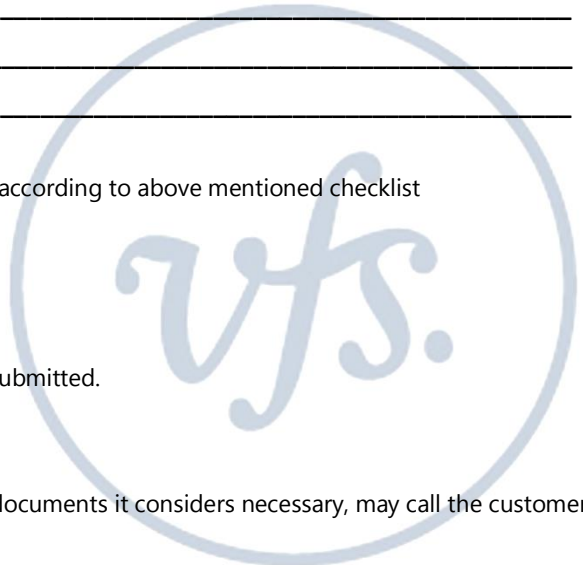 according to above mentioned checklist
vfs.
ubmitted.
documents it considers necessary, may call the customer